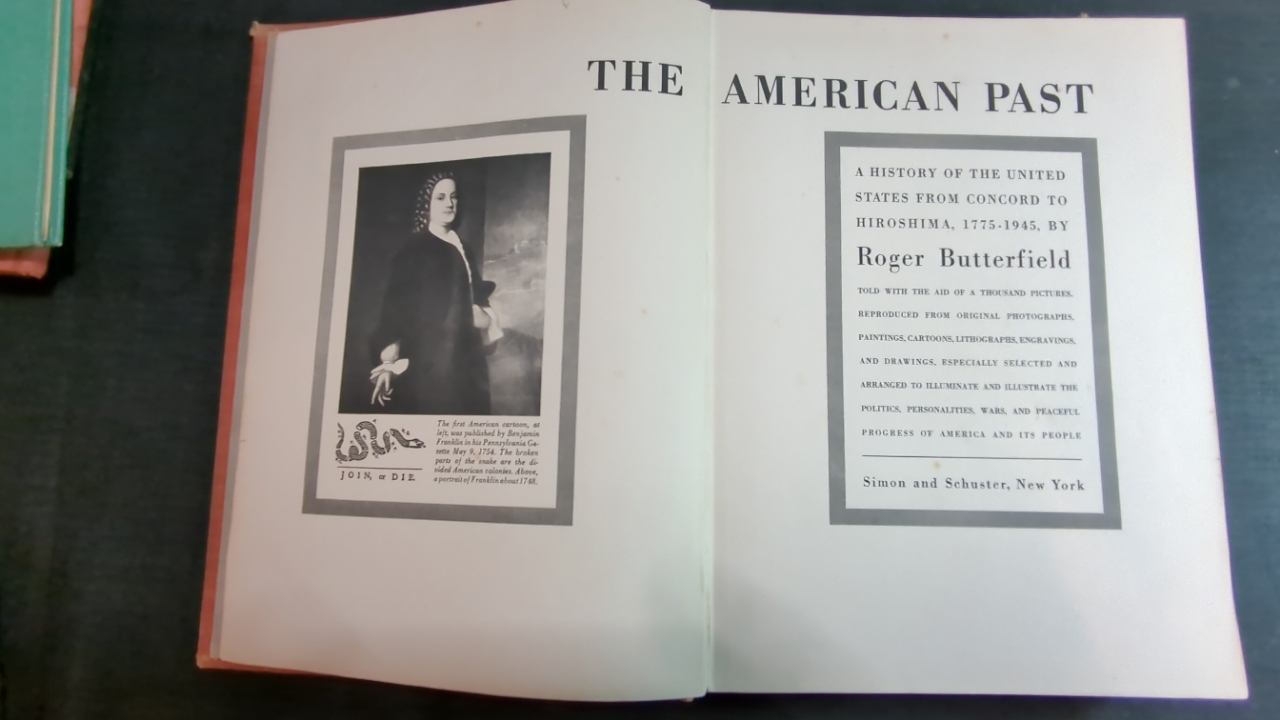 THE AMERICAN PAST
The first American cartoon, at
left, was published by Benjamin
Franklin in his Pennsylvania Ga-
zette May 9, 1754. The broken
parts of the snake are the di-
vided American colonies. Above,
a portrait of Franklin about 1748.
JOIN, or DIE.
A HISTORY OF THE UNITED
STATES FROM CONCORD TO
HIROSHIMA, 1775-1945, BY
Roger Butterfield
TOLD WITH THE AID OF A THOUSAND PICTURES,
REPRODUCED FROM ORIGINAL PHOTOGRAPHS,
PAINTINGS, CARTOONS, LITHOGRAPHS, ENGRAVINGS,
AND DRAWINGS, ESPECIALLY SELECTED AND
ARRANGED TO ILLUMINATE AND ILLUSTRATE THE
POLITICS, PERSONALITIES, WARS, AND PEACEFUL
PROGRESS OF AMERICA AND ITS PEOPLE
Simon and Schuster, New York